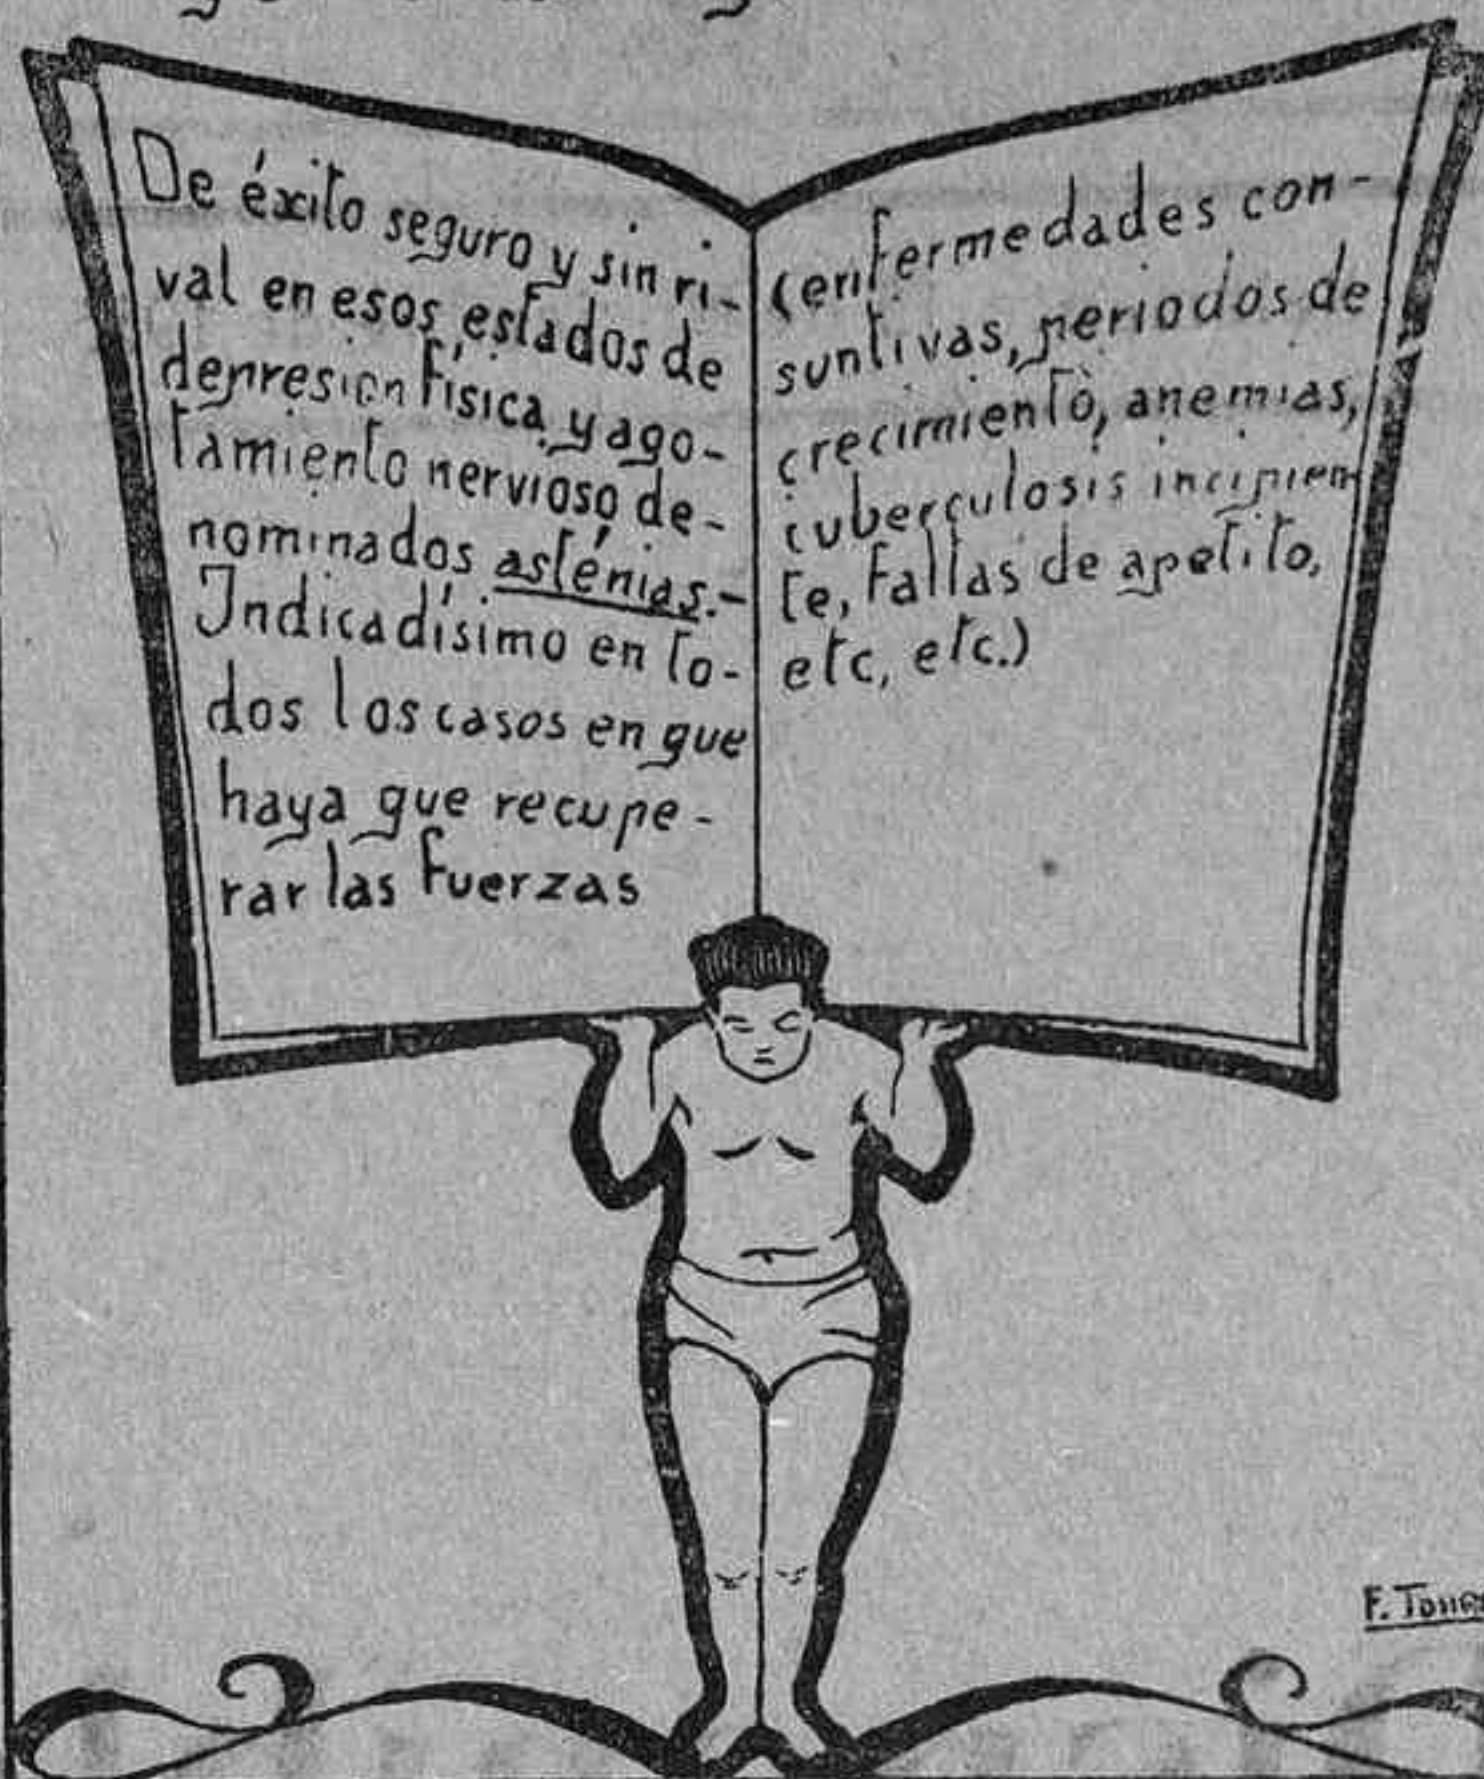 De éxito seguro y sin ri-
val en esos estados de
depresion física y ago-
tamiento nervioso de-
nominados asténias.-
Indicadísimo en to-
dos los casos en que
haya que recupe-
rar las fuerzas
(enfermedades con-
suntivas, periodos de
crecimiento, anemias,
tuberculosis incipien
te, faltas de apetito,
etc, etc.)
F.